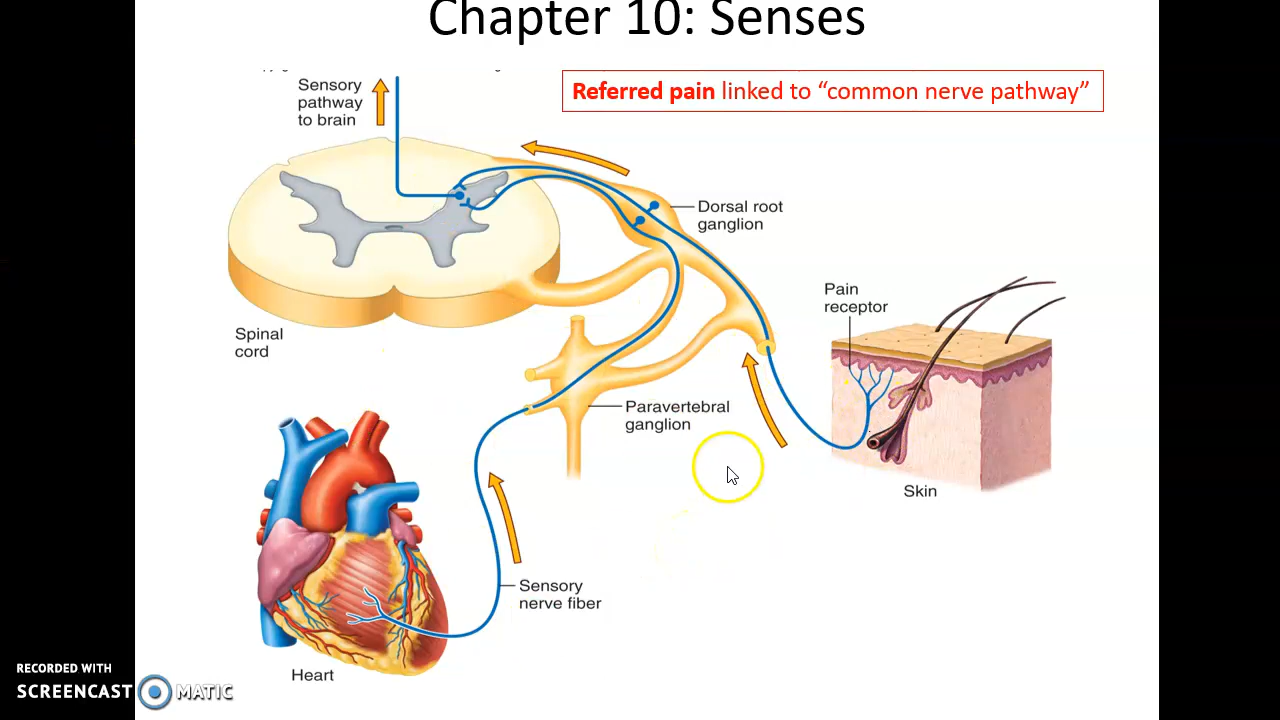 Chapter 10: Senses
Referred pain linked to “common nerve pathway”
Sensory
pathway
to brain
Dorsal root
ganglion
Pain
receptor
Spinal
cord
Paravertebral
ganglion
Skin
Sensory
nerve fiber
Heart
RECORDED WITH
SCREENCAST MATIC